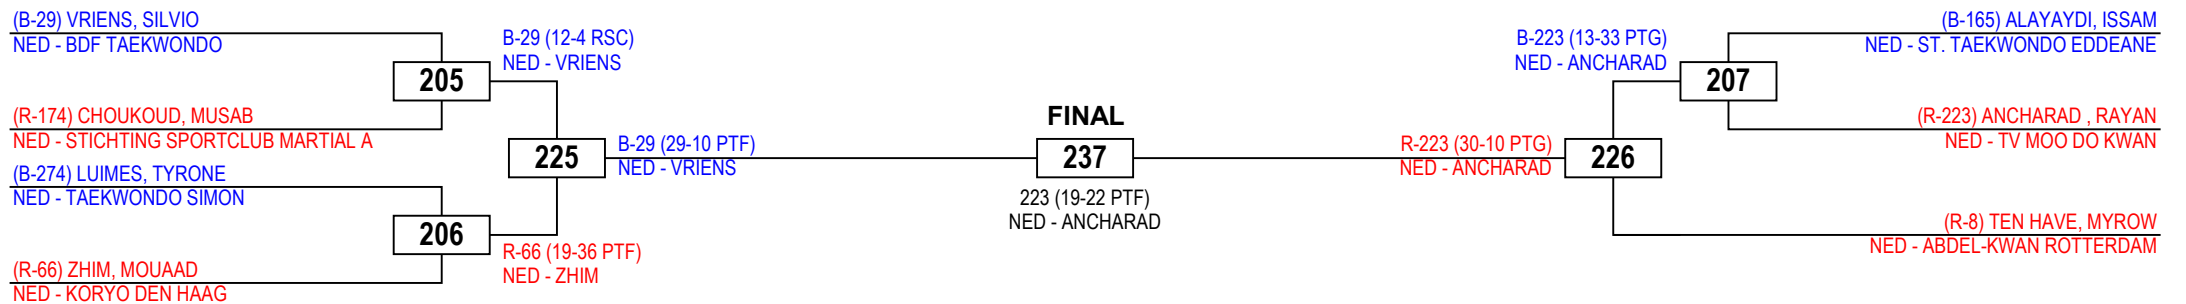 (B-29) VRIENS, SILVIO
NED - BDF TAEKWONDO
B-29 (12-4 RSC)
NED - VRIENS
205
(R-174) CHOUKOUD, MUSAB
NED - STICHTING SPORTCLUB MARTIAL A
225
B-29 (29-10 PTF)
NED - VRIENS
(B-274) LUIMES, TYRONE
NED - TAEKWONDO SIMON
206
R-66 (19-36 PTF)
NED - ZHIM
(R-66) ZHIM, MOUAAD
NED - KORYO DEN HAAG
FINAL
237
223 (19-22 PTF)
NED - ANCHARAD
B-223 (13-33 PTG)
NED - ANCHARAD
(B-165) ALAYAYDI, ISSAM
NED - ST. TAEKWONDO EDDEANE
207
(R-223) ANCHARAD , RAYAN
NED - TV MOO DO KWAN
R-223 (30-10 PTG)
NED - ANCHARAD
226
(R-8) TEN HAVE, MYROW
NED - ABDEL-KWAN ROTTERDAM